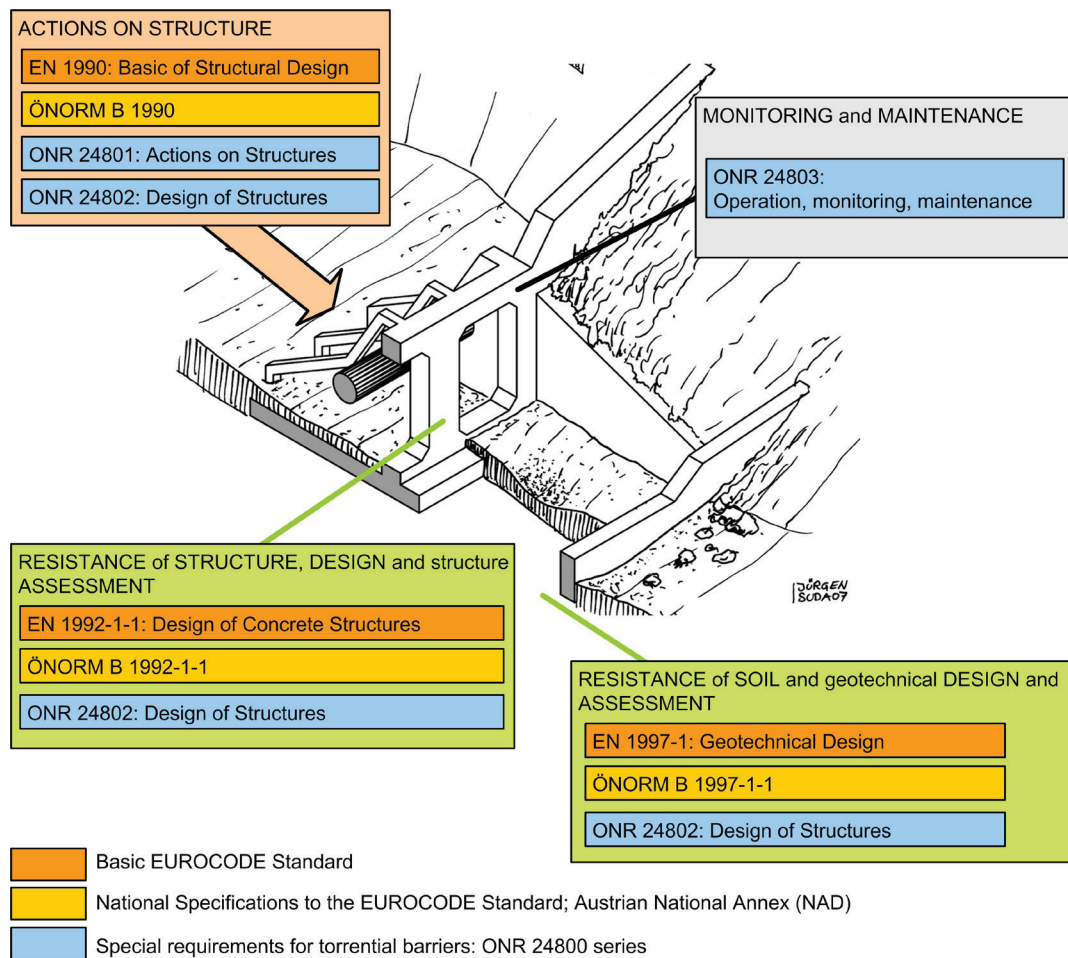 ACTIONS ON STRUCTURE
EN 1990: Basic of Structural Design
ÖNORM B 1990
ONR 24801: Actions on Structures
ONR 24802: Design of Structures
MONITORING and MAINTENANCE
ONR 24803:
Operation, monitoring, maintenance
JÜRGEN
SUDA07
RESISTANCE of STRUCTURE, DESIGN and structure
ASSESSMENT
EN 1992-1-1: Design of Concrete Structures
ÖNORM B 1992-1-1
ONR 24802: Design of Structures
RESISTANCE of SOIL and geotechnical DESIGN and
ASSESSMENT
EN 1997-1: Geotechnical Design
ÖNORM B 1997-1-1
ONR 24802: Design of Structures
Basic EUROCODE Standard
National Specifications to the EUROCODE Standard; Austrian National Annex (NAD)
Special requirements for torrential barriers: ONR 24800 series